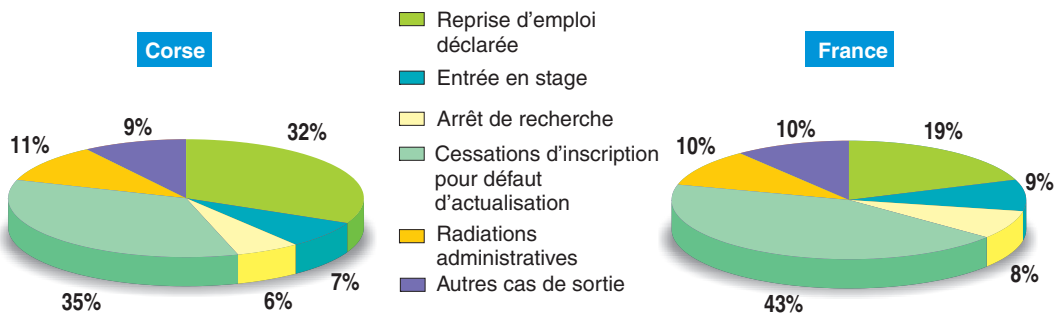 Corse
32%
7%
6%
35%
11%
9%
Reprise d'emploi
déclarée
Entrée en stage
Arrêt de recherche
Cessations d'inscription
pour défaut
d'actualisation
Radiations
administratives
Autres cas de sortie
France
19%
9%
8%
43%
10%
10%